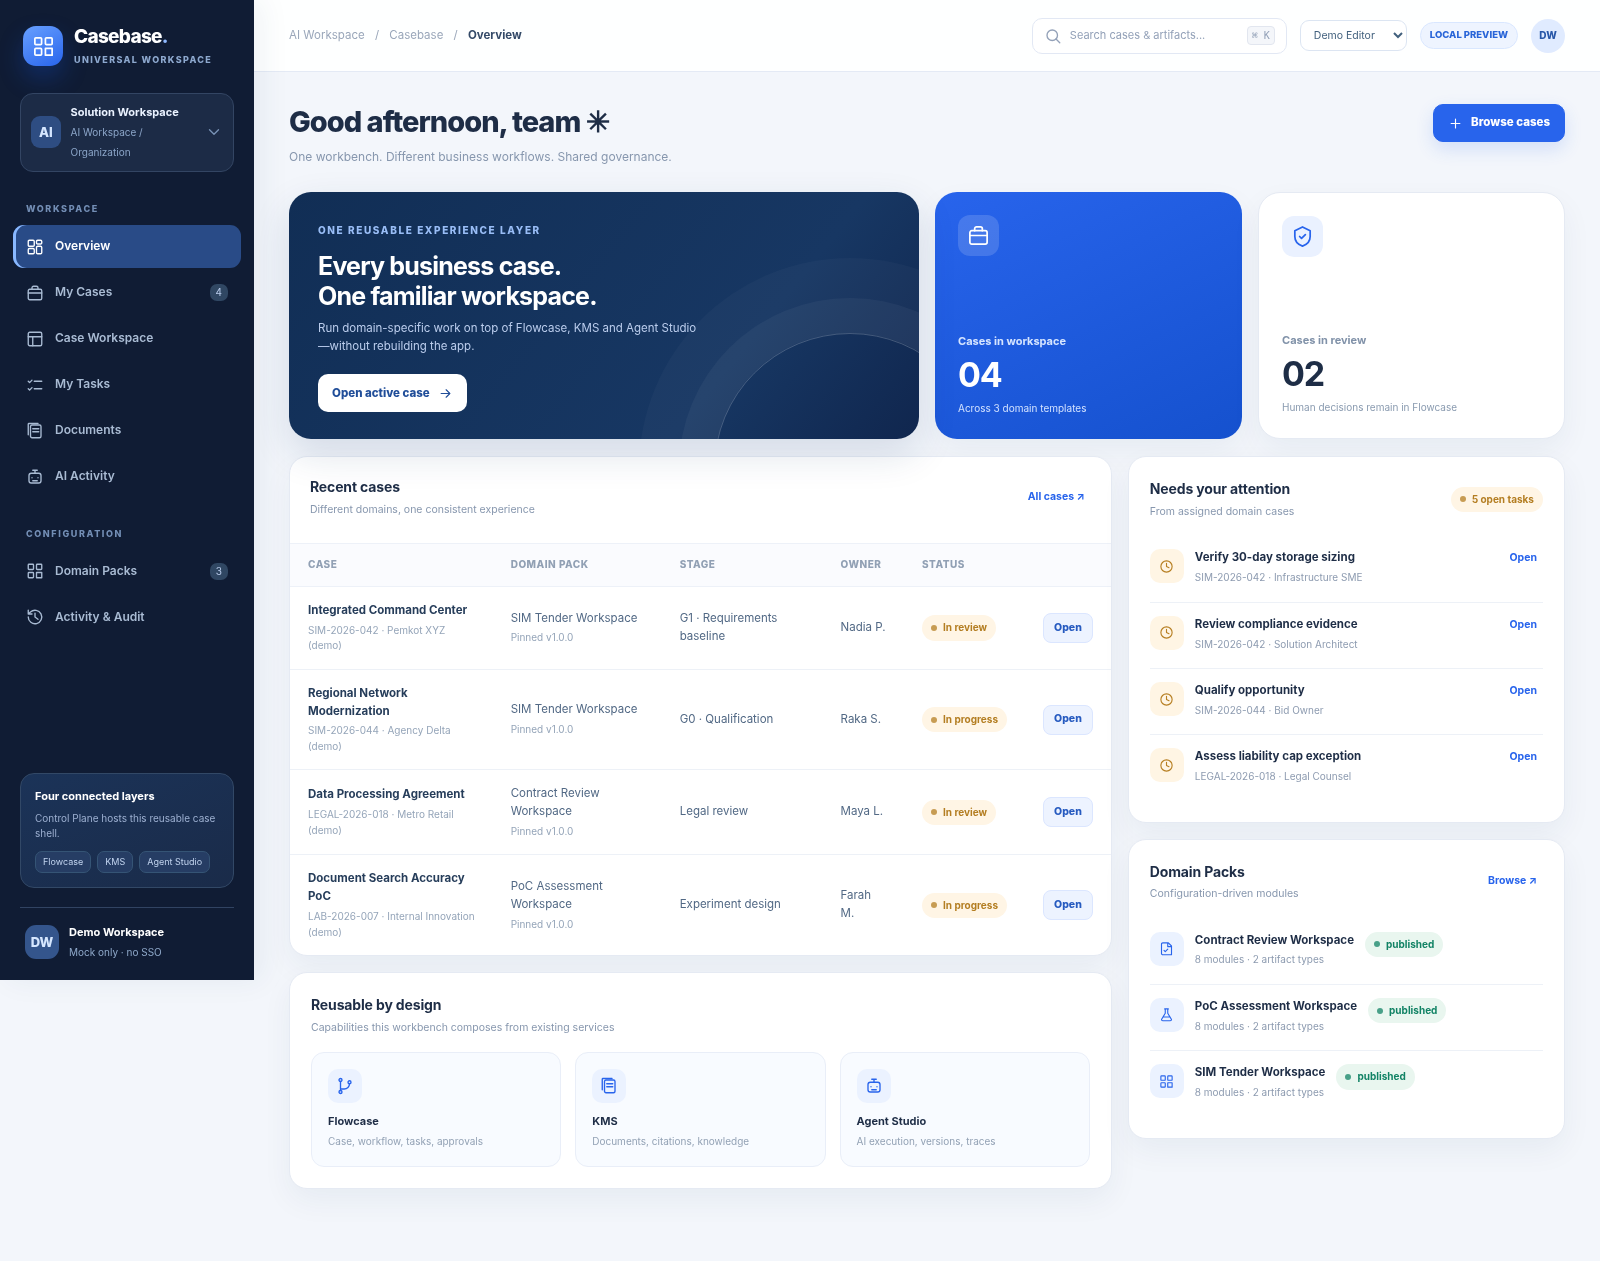 Casebase.
UNIVERSAL WORKSPACE
AI
Solution Workspace
AI Workspace /
Organization
WORKSPACE
Overview
My Cases 4
Case Workspace
My Tasks
Documents
AI Activity
CONFIGURATION
Domain Packs 3
Activity & Audit
Four connected layers
Control Plane hosts this reusable case
shell.
Flowcase KMS Agent Studio
DW
Demo Workspace
Mock only · no SSO
AI Workspace / Casebase / Overview
Search cases & artifacts... ⌘ K
Demo Editor
LOCAL PREVIEW
DW
Good afternoon, team ✳
One workbench. Different business workflows. Shared governance.
+ Browse cases
ONE REUSABLE EXPERIENCE LAYER
Every business case.
One familiar workspace.
Run domain-specific work on top of Flowcase, KMS and Agent Studio
—without rebuilding the app.
Open active case →
Cases in workspace
04
Across 3 domain templates
Cases in review
02
Human decisions remain in Flowcase
Recent cases
Different domains, one consistent experience
All cases ↗
CASE DOMAIN PACK STAGE OWNER STATUS
Integrated Command Center
SIM-2026-042 · Pemkot XYZ
(demo)
SIM Tender Workspace
Pinned v1.0.0
G1 · Requirements
baseline
Nadia P.
In review
Open
Regional Network
Modernization
SIM-2026-044 · Agency Delta
(demo)
SIM Tender Workspace
Pinned v1.0.0
G0 · Qualification
Raka S.
In progress
Open
Data Processing Agreement
LEGAL-2026-018 · Metro Retail
(demo)
Contract Review
Workspace
Pinned v1.0.0
Legal review
Maya L.
In review
Open
Document Search Accuracy
PoC
LAB-2026-007 · Internal Innovation
(demo)
PoC Assessment
Workspace
Pinned v1.0.0
Experiment design
Farah
M.
In progress
Open
Reusable by design
Capabilities this workbench composes from existing services
Flowcase
Case, workflow, tasks, approvals
KMS
Documents, citations, knowledge
Agent Studio
AI execution, versions, traces
Needs your attention
From assigned domain cases
5 open tasks
Verify 30-day storage sizing
SIM-2026-042 · Infrastructure SME
Open
Review compliance evidence
SIM-2026-042 · Solution Architect
Open
Qualify opportunity
SIM-2026-044 · Bid Owner
Open
Assess liability cap exception
LEGAL-2026-018 · Legal Counsel
Open
Domain Packs
Configuration-driven modules
Browse ↗
Contract Review Workspace published
8 modules · 2 artifact types
PoC Assessment Workspace published
8 modules · 2 artifact types
SIM Tender Workspace published
8 modules · 2 artifact types